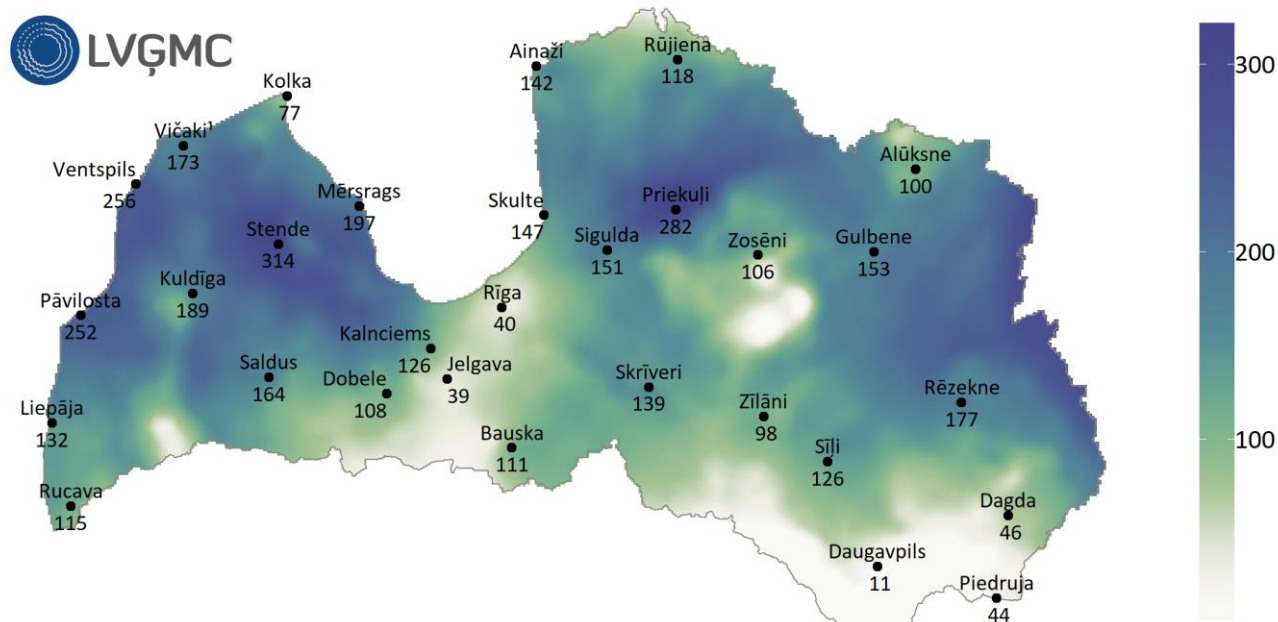 LVĢMC
Ainaži
142
Rūjiena
118
300
Kolka
77
Vičaki
173
Alūksne
100
Ventspils
256
Mērsrags
197
Priekuļi
282
Skulte
147
Stende
314
Sigulda
151
Zosēni
106
Gulbene
153
200
Kuldīga
189
Rīga
40
Pāvilosta
252
Kalnciems
126
Jelgava
39
Saldus
164
Dobele
108
Skrīveri
139
Rēzekne
177
Zīlāni
98
Liepāja
132
Bauska
111
Sīļi
126
100
Rucava
115
Dagda
46
Daugavpils
11
Piedruja
44